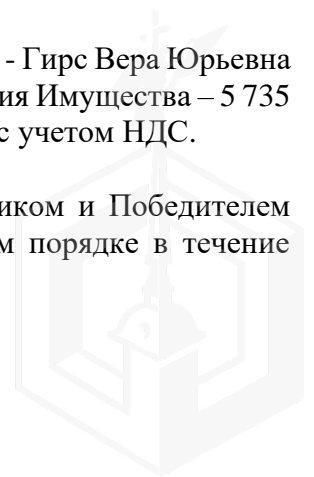 - Гирс Вера Юрьевна
ия Имущества – 5 735
с учетом НДС.
иком и Победителем
м порядке в течение